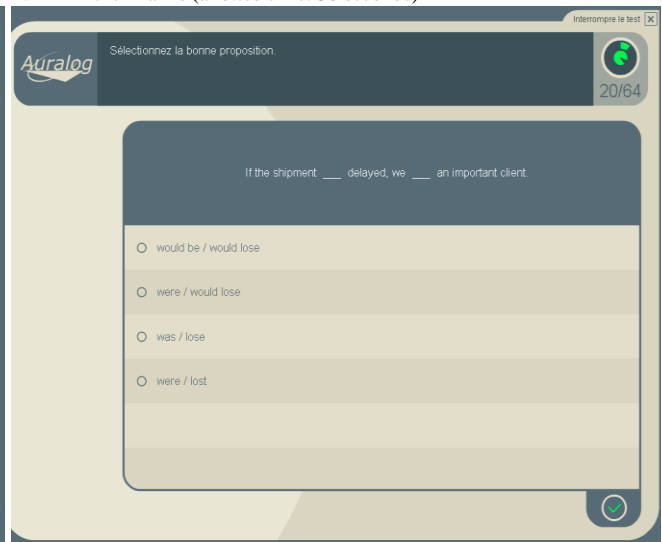 Interrompre le test
Auralog
Sélectionnez la bonne proposition.
20/64
If the shipment ___ delayed, we ___ an important client.
would be / would lose
were / would lose
was / lose
were / lost